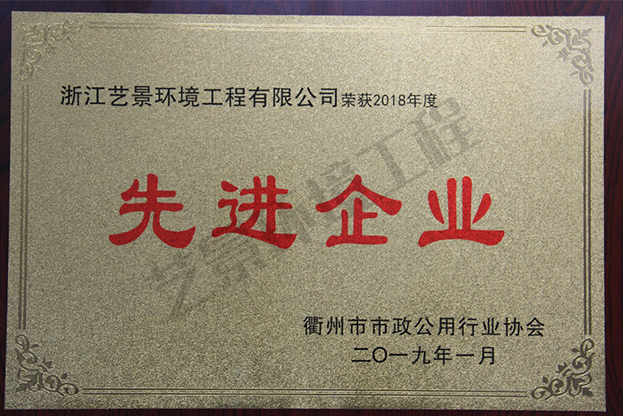 浙江艺景环境工程有限公司荣获2018年度
先进企业
艺景环境工程
衢州市市政公用行业协会
二〇一九年一月